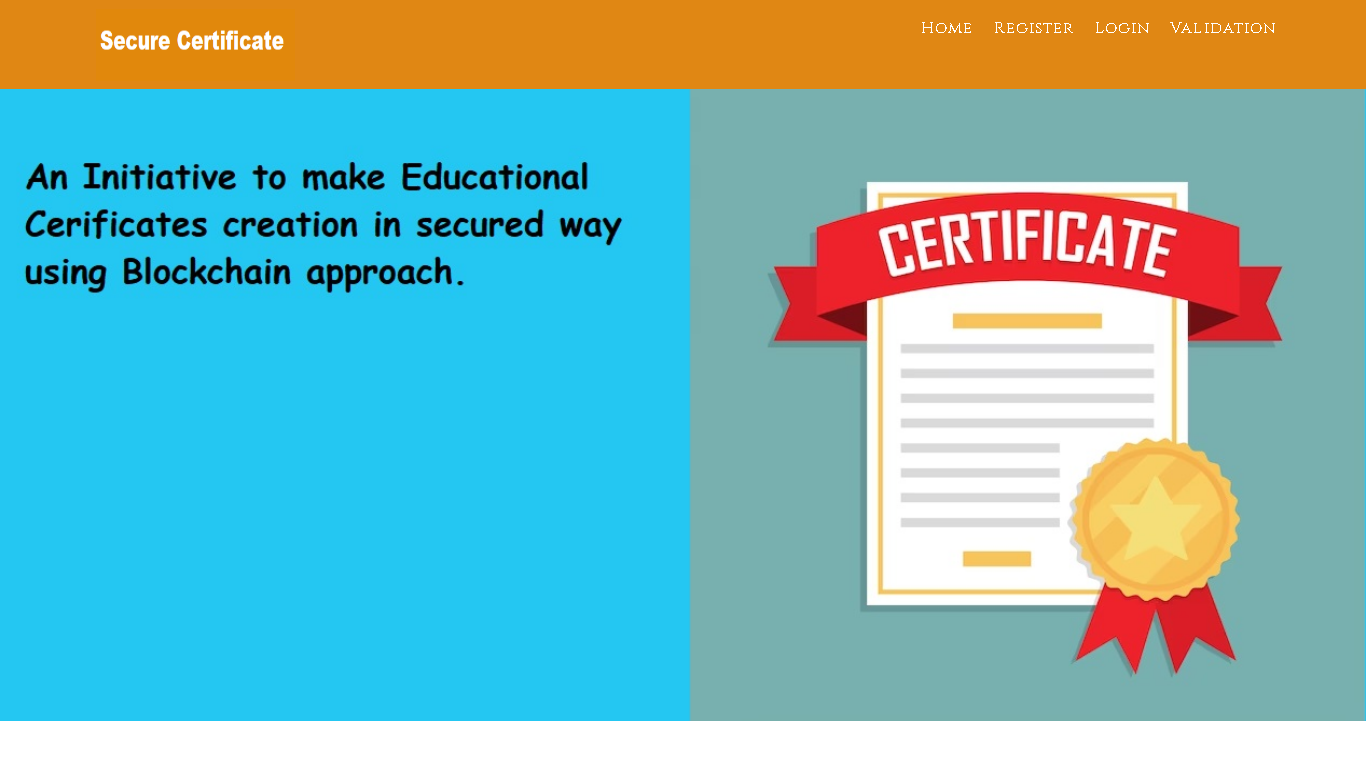 Secure Certificate
Home Register Login Validation
An Initiative to make Educational
Cerificates creation in secured way
using Blockchain approach.
CERTIFICATE